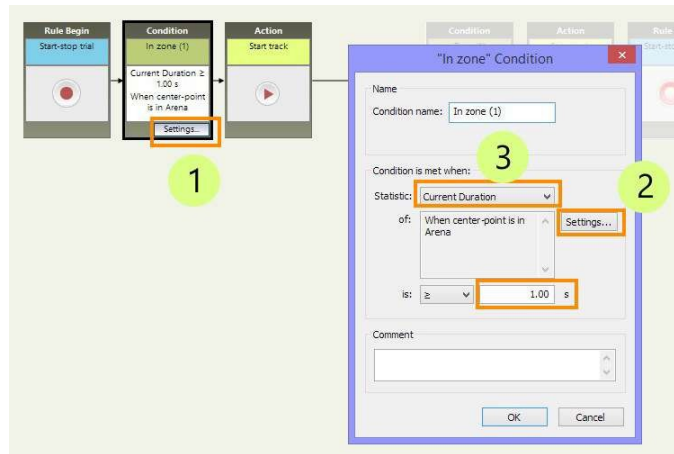 Rule Begin
Start-stop trial
Condition
In zone (1)
Current Duration ≥
1.00 s
When center-point
is in Arena
Settings...
Action
Start track
1
Condition
Action
Rule
Start-sto
"In zone" Condition
Name
Condition name: In zone (1)
3
Condition is met when:
2
Statistic: Current Duration
of: When center-point is in
Arena
Settings...
is: ≥ 1.00 s
Comment
OK Cancel